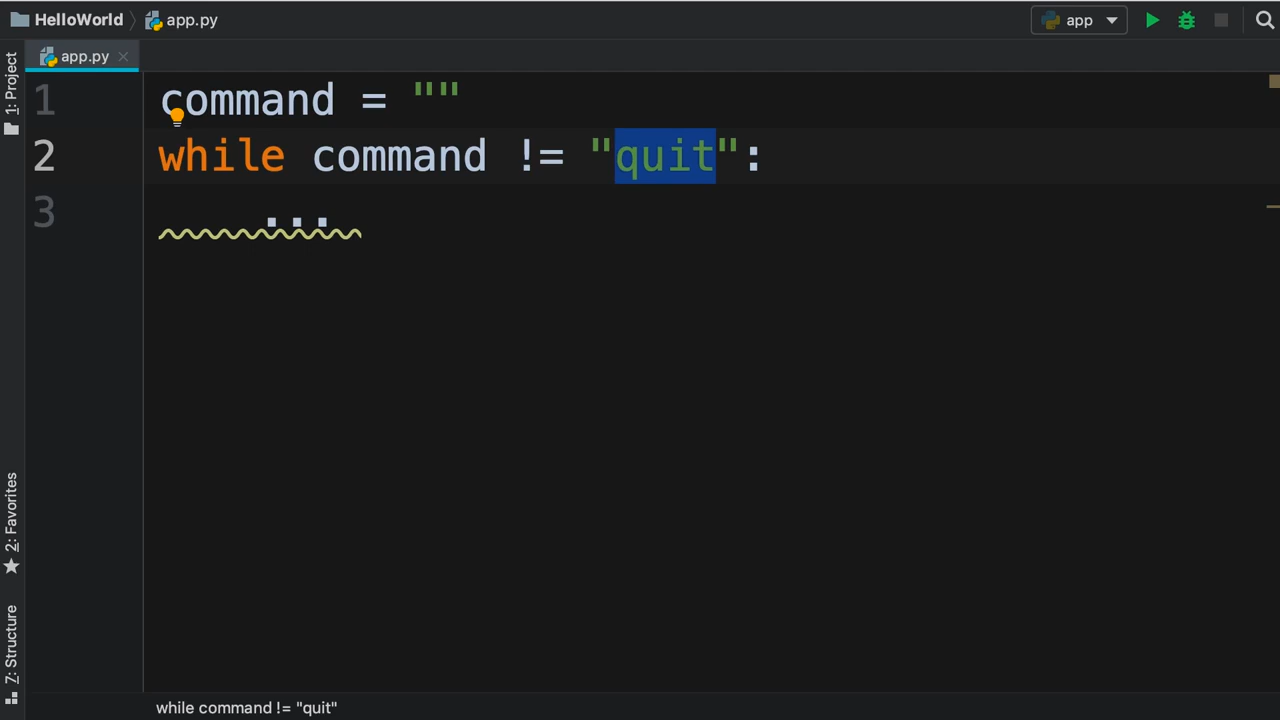 HelloWorld app.py
app
app.py
1: Project
1 command = ""
2 while command != "quit":
3 ...
2: Favorites
Z: Structure
while command != "quit"